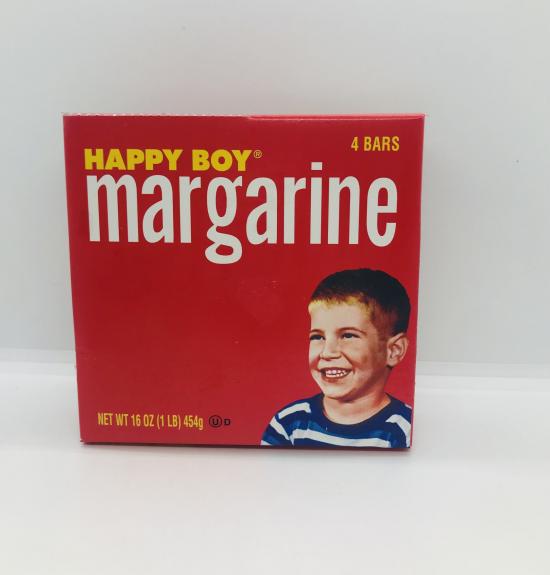 4 BARS
HAPPY BOY®
margarine
NET WT 16 OZ (1 LB) 454g Ⓤ D